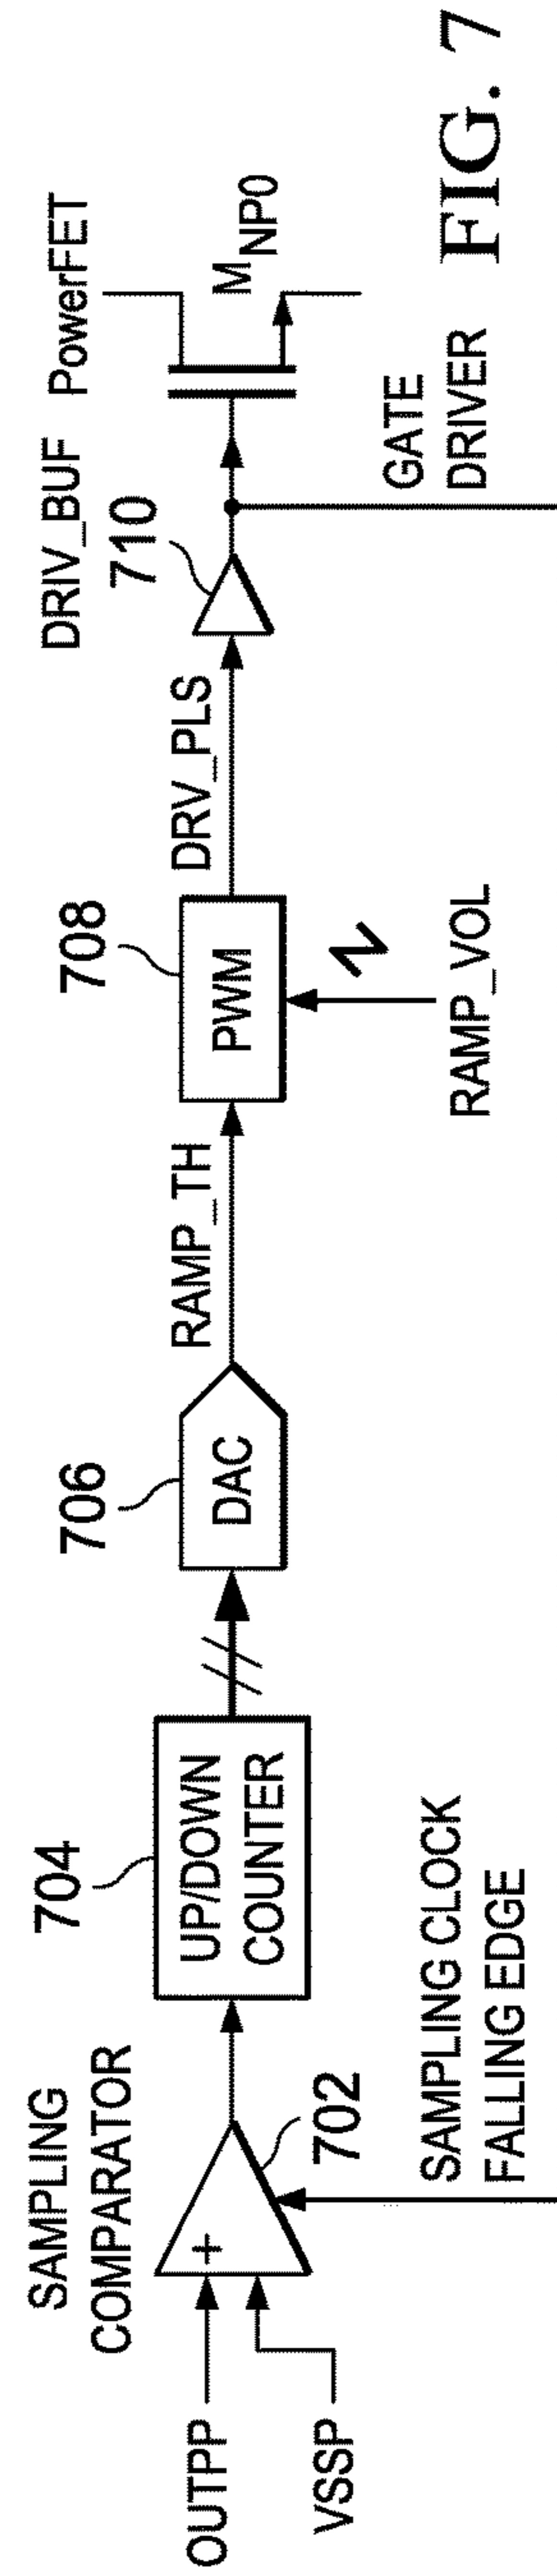 SAMPLING
COMPARATOR
OUTPP
VSSP
+
702
704
UP/DOWN
COUNTER
SAMPLING CLOCK
FALLING EDGE
706
DAC
RAMP_TH
708
PWM
RAMP_VOL
DRV_PLS
DRIV_BUF
710
PowerFET
MNP0
GATE
DRIVER
FIG. 7